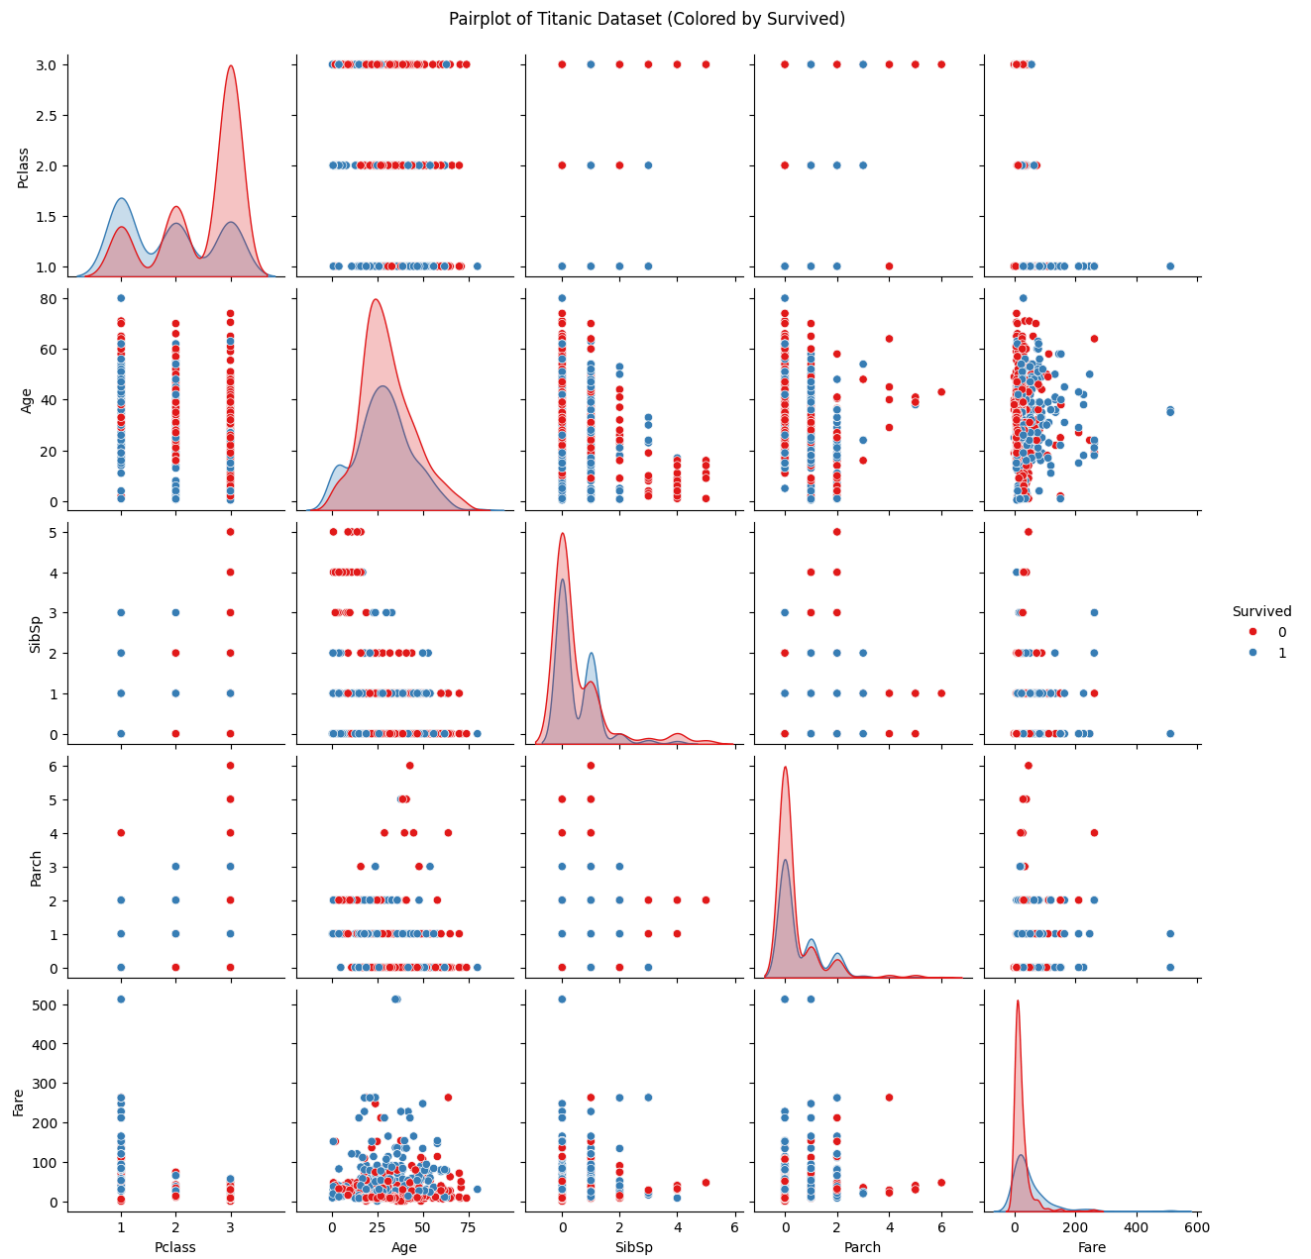 Pairplot of Titanic Dataset (Colored by Survived)
3.0
2.5
2.0
1.5
1.0
Pclass
80
60
40
20
0
Age
5
4
3
2
1
0
SibSp
Survived
0
1
6
5
4
3
2
1
0
Parch
500
400
300
200
100
0
Fare
1 2 3
0 25 50 75
0 2 4 6
0 2 4 6
0 200 400 600
Pclass Age SibSp Parch Fare